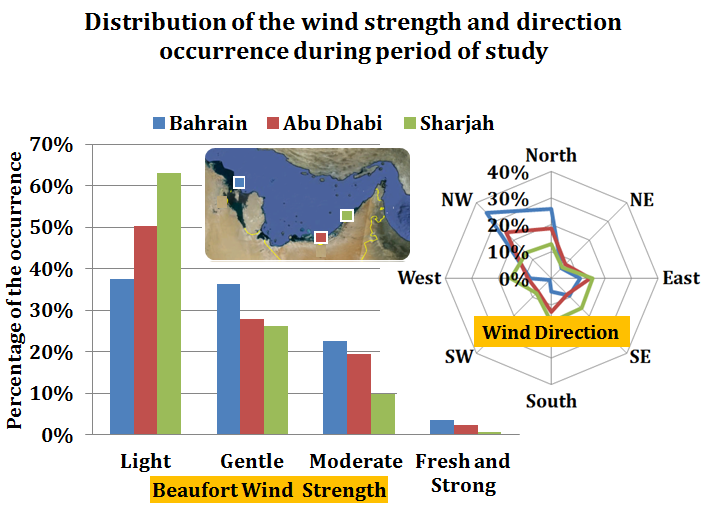 Distribution of the wind strength and direction
occurrence during period of study
Bahrain Abu Dhabi Sharjah
Percentage of the occurrence
70%
60%
50%
40%
30%
20%
10%
0%
Light Gentle Moderate Fresh and
Strong
Beaufort Wind Strength
North
NE
East
SE
South
SW
West
NW
40%
30%
20%
10%
0%
Wind Direction